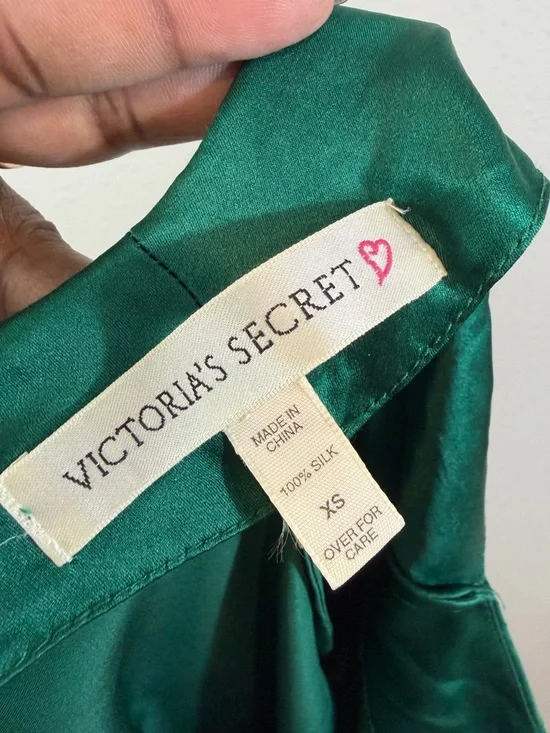 VICTORIA'S SECRET
MADE IN
CHINA
100% SILK
XS
OVER FOR
CARE